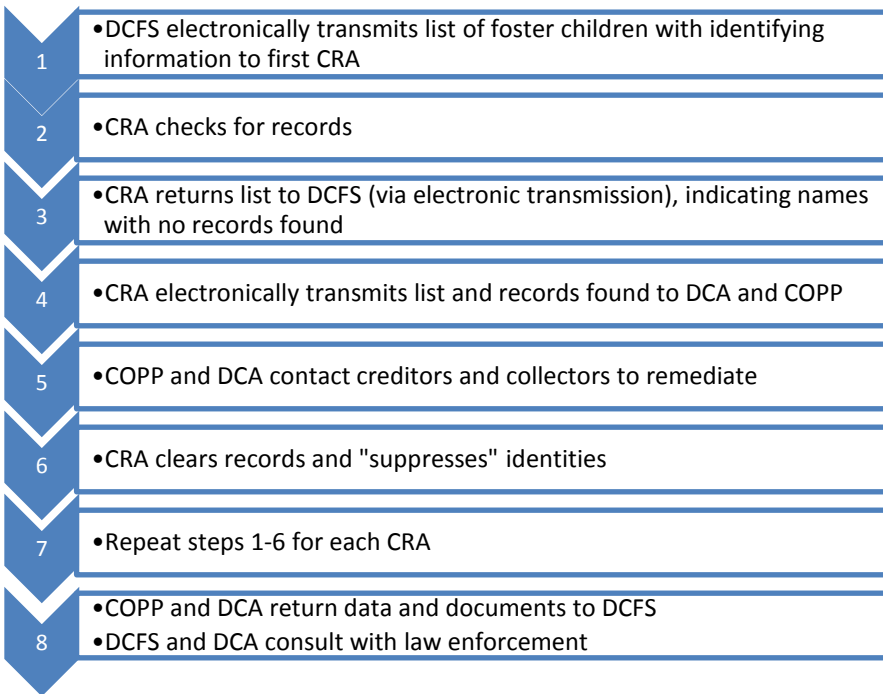 1
•DCFS electronically transmits list of foster children with identifying
information to first CRA
2
•CRA checks for records
3
•CRA returns list to DCFS (via electronic transmission), indicating names
with no records found
4
•CRA electronically transmits list and records found to DCA and COPP
5
•COPP and DCA contact creditors and collectors to remediate
6
•CRA clears records and "suppresses" identities
7
•Repeat steps 1-6 for each CRA
8
•COPP and DCA return data and documents to DCFS
•DCFS and DCA consult with law enforcement